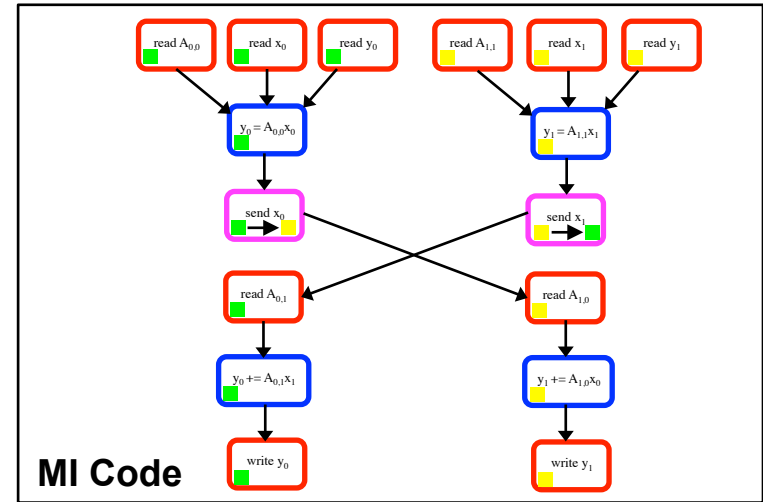 read A₀,₀ read x₀ read y₀ read A₁,₁ read x₁ read y₁
y₀ = A₀,₀x₀ y₁ = A₁,₁x₁
send x₀ send x₁
read A₀,₁ read A₁,₀
y₀ += A₀,₁x₁ y₁ += A₁,₀x₀
write y₀ write y₁
MI Code